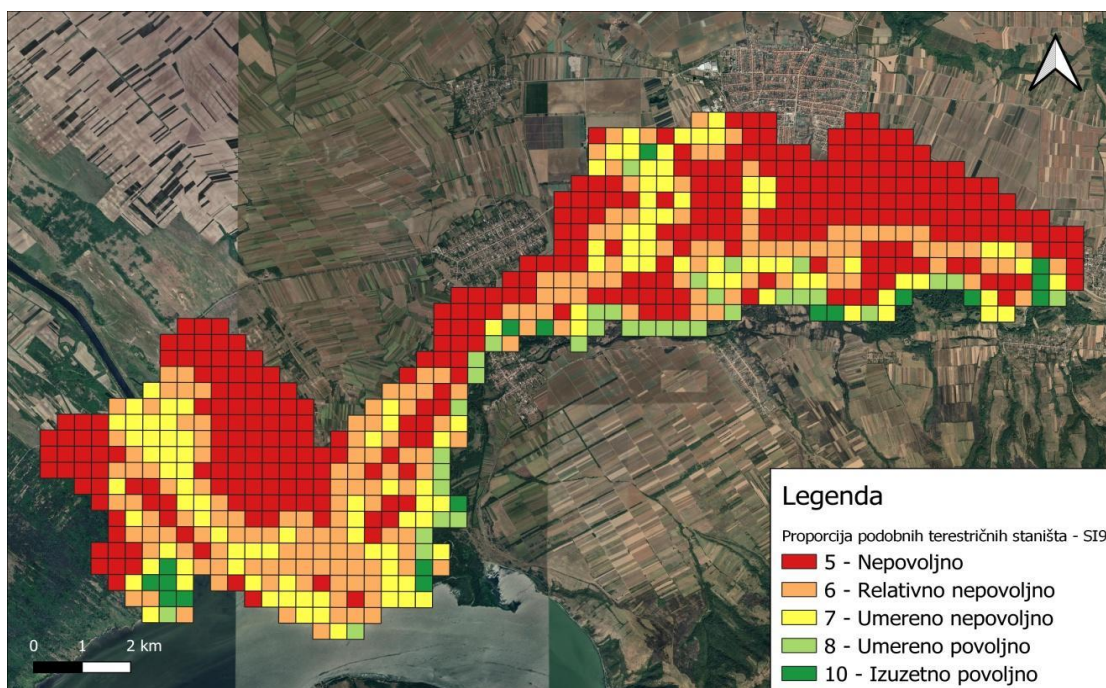 Legenda
Proporcija podobnih terestričnih staništa - SI9
5 - Nepovoljno
6 - Relativno nepovoljno
7 - Umereno nepovoljno
8 - Umereno povoljno
10 - Izuzetno povoljno
0 1 2 km